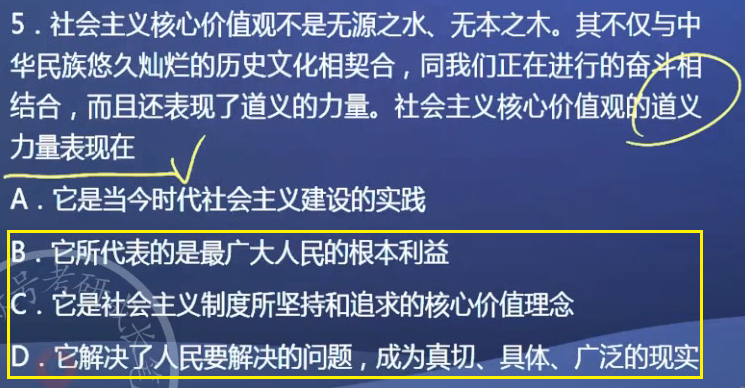 5．社会主义核心价值观不是无源之水、无本之木。其不仅与中
华民族悠久灿烂的历史文化相契合，同我们正在进行的奋斗相
结合，而且还表现了道义的力量。社会主义核心价值观的道义
力量表现在
A．它是当今时代社会主义建设的实践
B．它所代表的是最广大人民的根本利益
C．它是社会主义制度所坚持和追求的核心价值理念
D．它解决了人民要解决的问题，成为真切、具体、广泛的现实